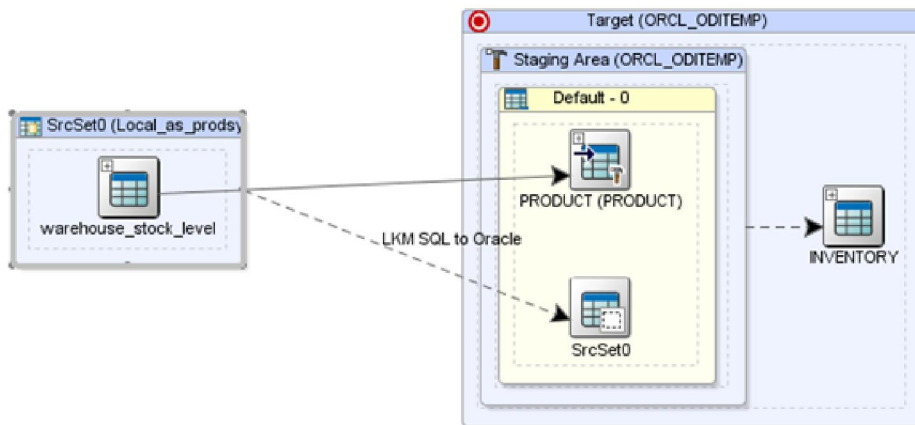 Target (ORCL_ODITEMP)
Staging Area (ORCL_ODITEMP)
Default - 0
SrcSet0 (Local_as_prodsy
warehouse_stock_level
PRODUCT (PRODUCT)
LKM SQL to Oracle
INVENTORY
SrcSet0